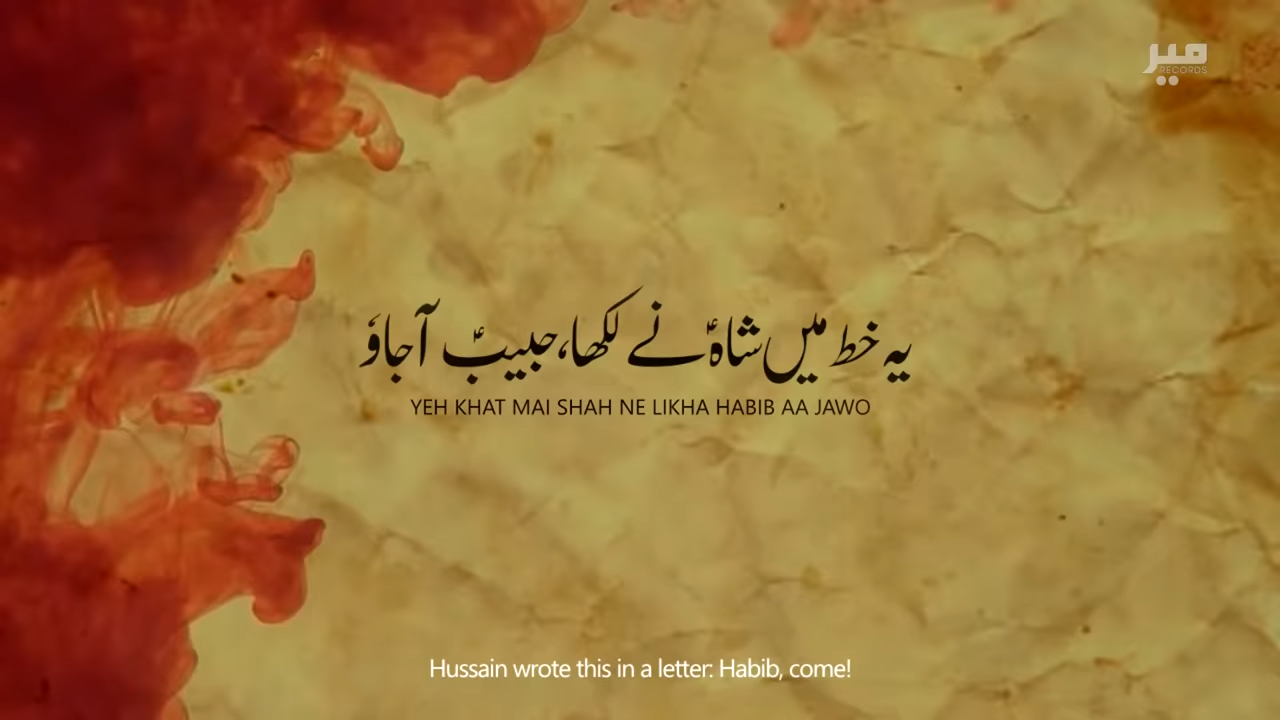 میر
RECORDS
یہ خط میں شاہؑ نے لکھا، حبیبؑ آ جاؤ
YEH KHAT MAI SHAH NE LIKHA HABIB AA JAWO
Hussain wrote this in a letter: Habib, come!